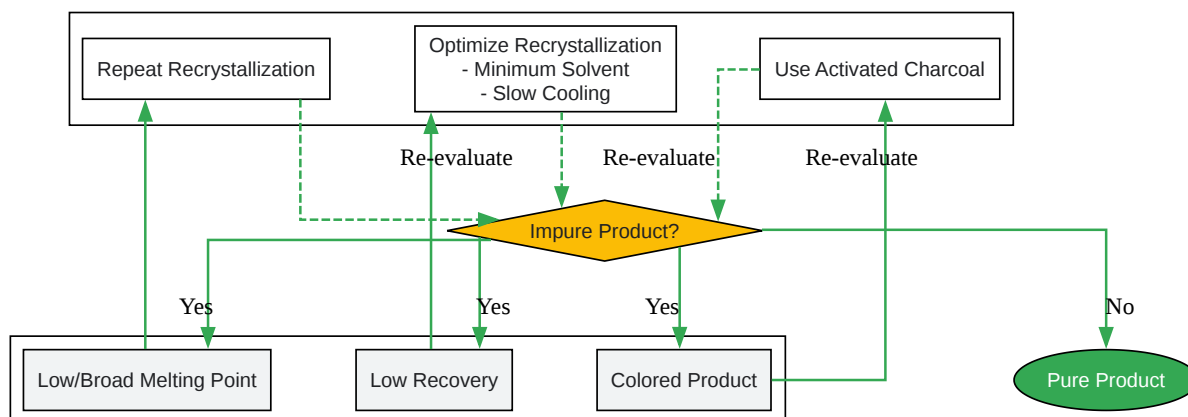 Repeat Recrystallization
Optimize Recrystallization
- Minimum Solvent
- Slow Cooling
Use Activated Charcoal
Re-evaluate
Re-evaluate
Re-evaluate
Impure Product?
Yes
Yes
Yes
No
Low/Broad Melting Point
Low Recovery
Colored Product
Pure Product